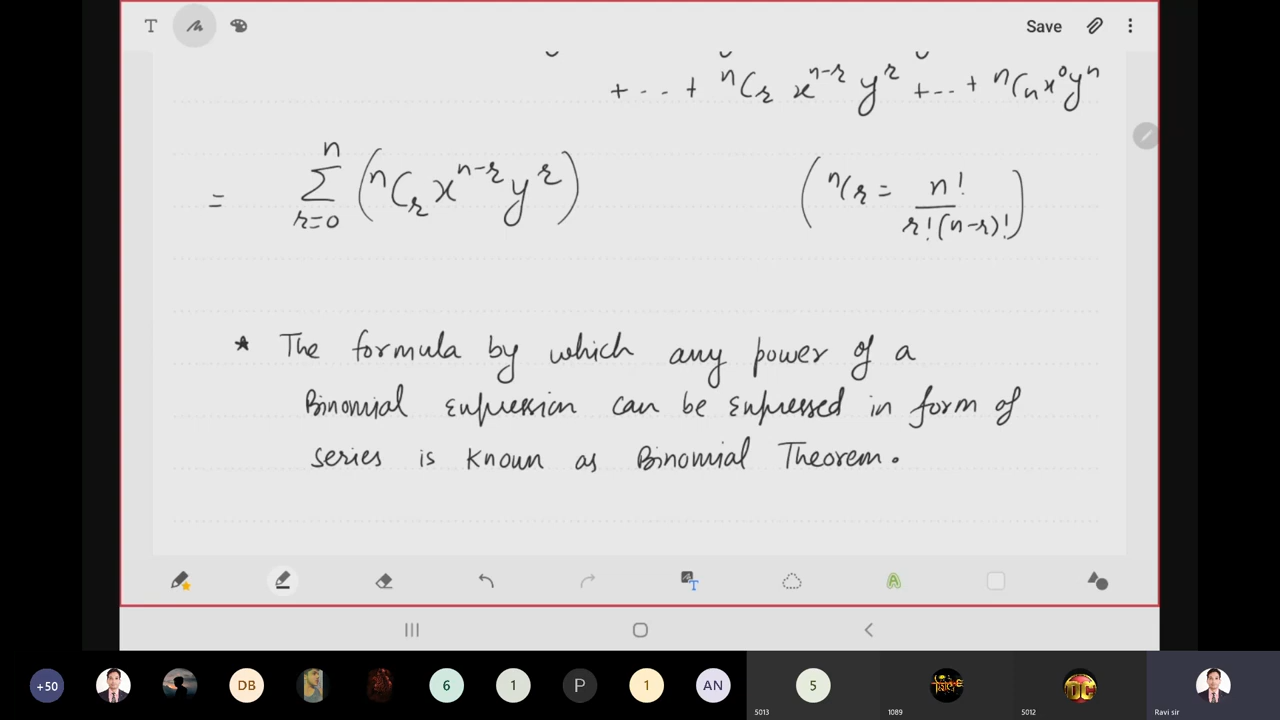 T Save
+ - .. + ⁿCᵣ xⁿ⁻ʳ yʳ + .. + ⁿCₙ x⁰ yⁿ
n
= Σ (ⁿCᵣ xⁿ⁻ʳ yʳ) (ⁿCᵣ = n! / r!(n-r)!)
r=0
* The formula by which any power of a
Binomial Expression can be Expressed in form of
series is known as Binomial Theorem.
T A
+50 DB 6 1 P 1 AN 5
5013 1089 5012 Ravi sir